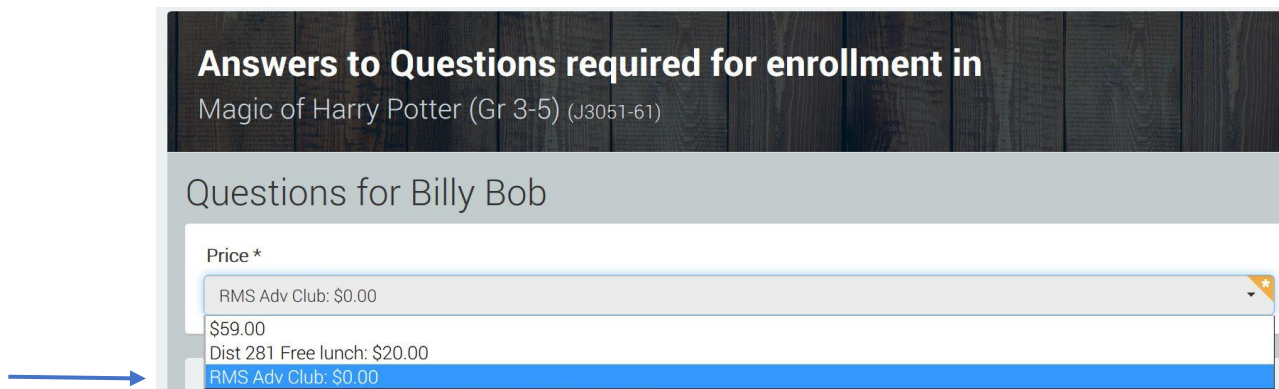 Answers to Questions required for enrollment in
Magic of Harry Potter (Gr 3-5) (J3051-61)
Questions for Billy Bob
Price *
RMS Adv Club: $0.00
*
$59.00
Dist 281 Free lunch: $20.00
RMS Adv Club: $0.00